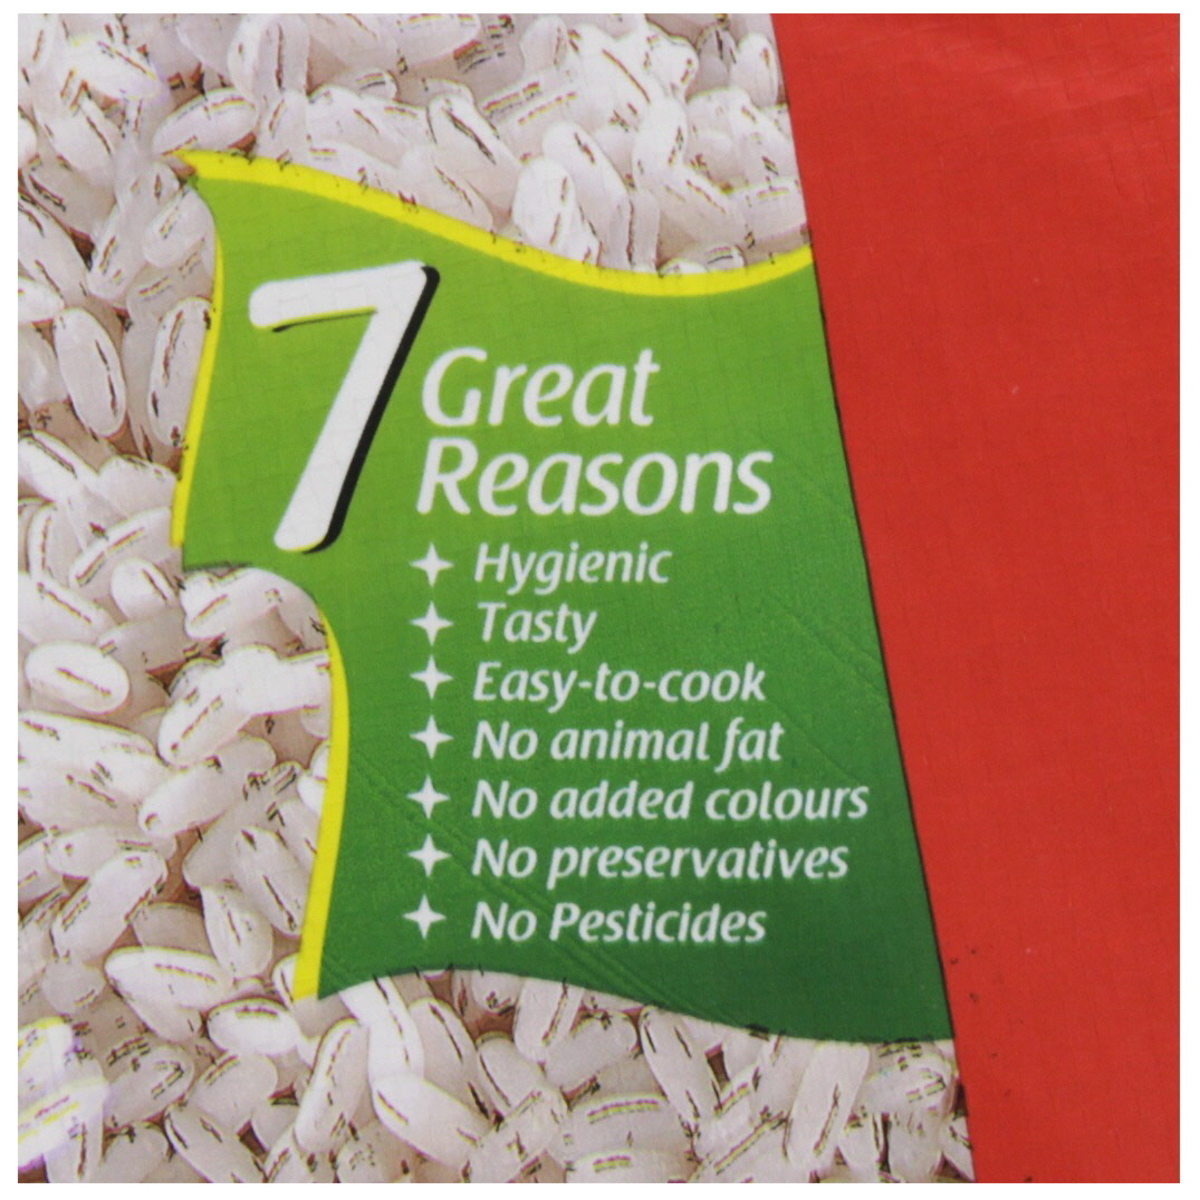 7 Great
Reasons
Hygienic
Tasty
Easy-to-cook
No animal fat
No added colours
No preservatives
No Pesticides